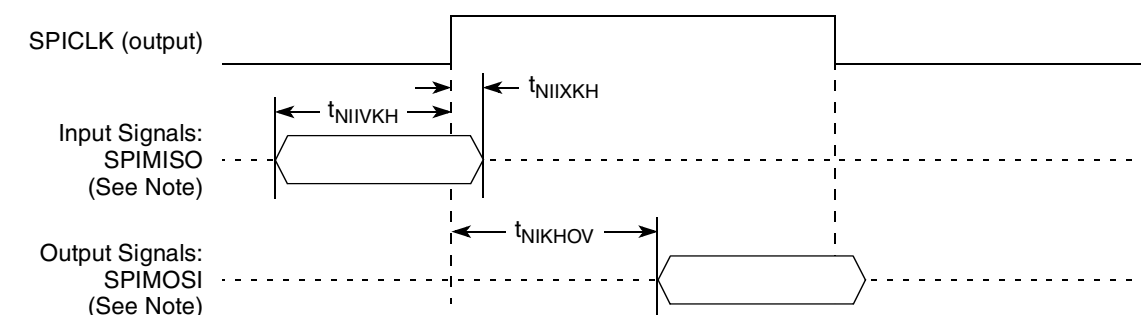 SPICLK (output)
tNIIXKH
tNIIVKH
Input Signals:
SPIMISO
(See Note)
tNIKHOV
Output Signals:
SPIMOSI
(See Note)